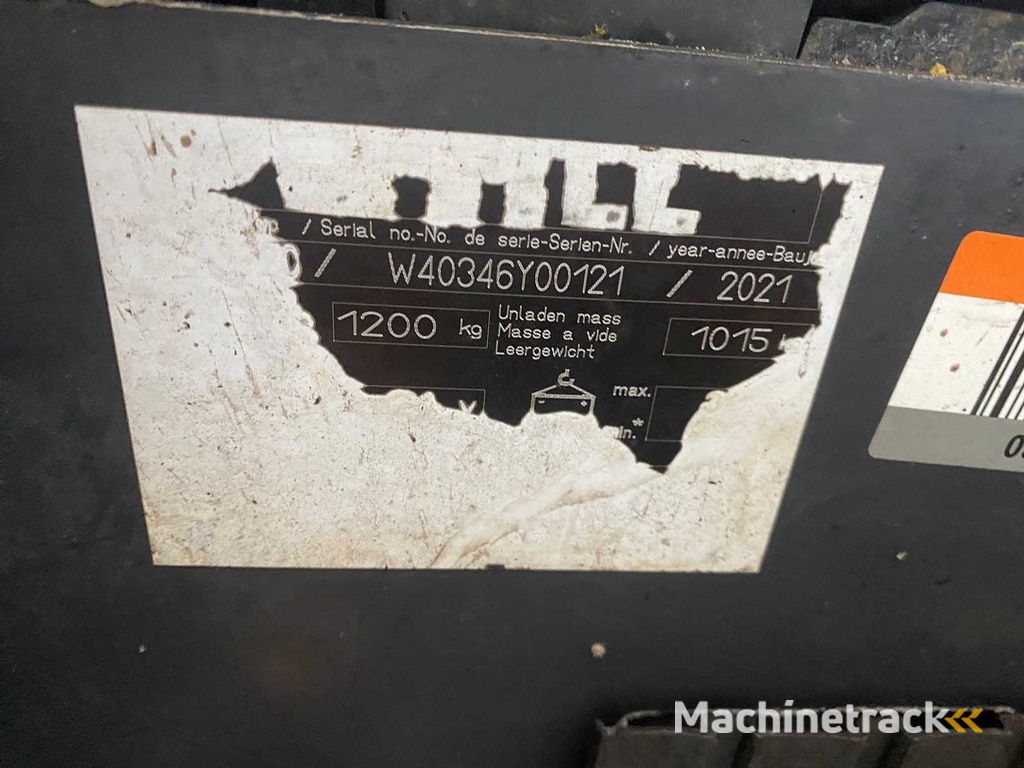 / Serial no.-No. de serie-Serien-Nr. / year-annee-Bauj
0 / W40346Y00121 / 2021
1200 kg Unladen mass 1015
Masse a vide
Leergewicht
max.
Machinetrack